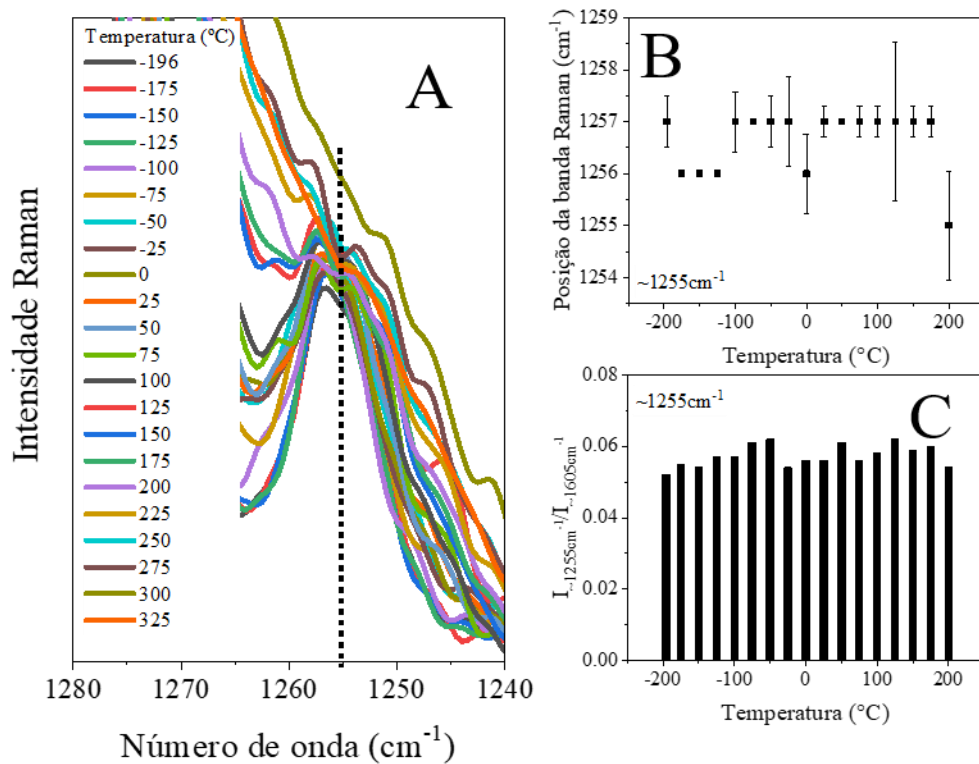 A
Temperatura (ºC)
-196
-175
-150
-125
-100
-75
-50
-25
0
25
50
75
100
125
150
175
200
225
250
275
300
325
Intensidade Raman
1280 1270 1260 1250 1240
Número de onda (cm⁻¹)
B
Posição da banda Raman (cm⁻¹)
1259
1258
1257
1256
1255
1254
~1255cm⁻¹
-200 -100 0 100 200
Temperatura (°C)
C
I~1255cm⁻¹/I~1605cm⁻¹
0.08
0.06
0.04
0.02
0.00
~1255cm⁻¹
-200 -100 0 100 200
Temperatura (°C)